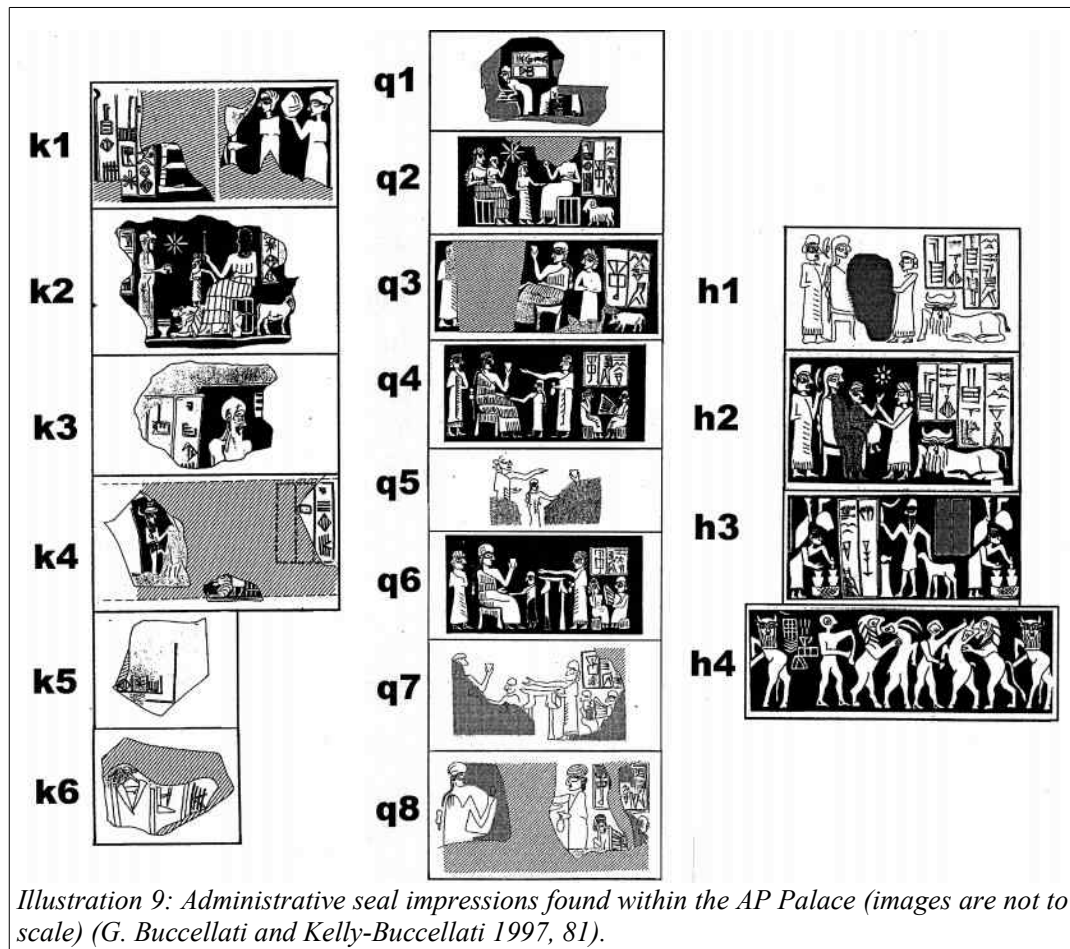 k1
k2
k3
k4
k5
k6
q1
q2
q3
q4
q5
q6
q7
q8
h1
h2
h3
h4
Illustration 9: Administrative seal impressions found within the AP Palace (images are not to
scale) (G. Buccellati and Kelly-Buccellati 1997, 81).